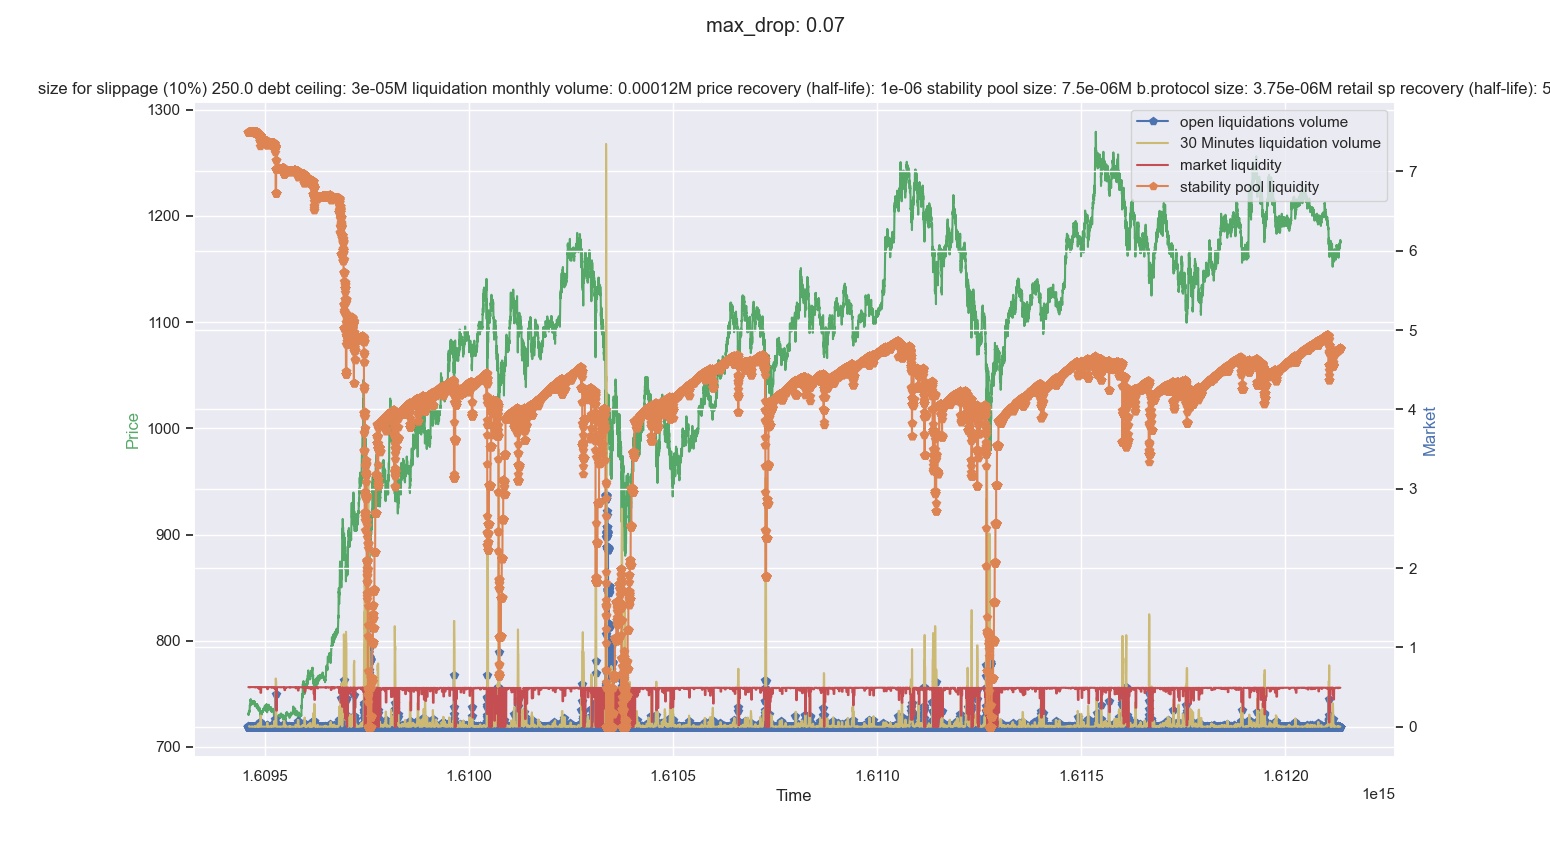 max_drop: 0.07
size for slippage (10%) 250.0 debt ceiling: 3e-05M liquidation monthly volume: 0.00012M price recovery (half-life): 1e-06 stability pool size: 7.5e-06M b.protocol size: 3.75e-06M retail sp recovery (half-life): 5
open liquidations volume
30 Minutes liquidation volume
market liquidity
stability pool liquidity
1300
1200
1100
1000
900
800
700
Price
7
6
5
4
3
2
1
0
Market
1.6095 1.6100 1.6105 1.6110 1.6115 1.6120
1e15
Time